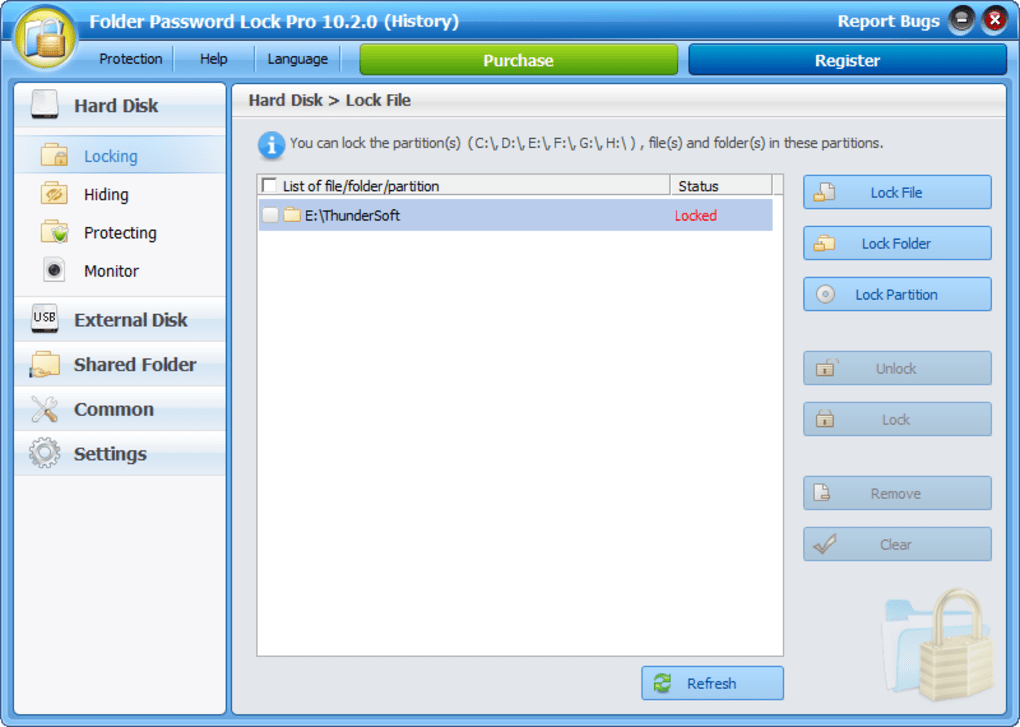 Folder Password Lock Pro 10.2.0 (History)
Report Bugs
Protection
Help
Language
Purchase
Register
Hard Disk
Locking
Hiding
Protecting
Monitor
USB
External Disk
Shared Folder
Common
Settings
Hard Disk > Lock File
You can lock the partition(s) (C:\, D:\, E:\, F:\, G:\, H:\ ) , file(s) and folder(s) in these partitions.
List of file/folder/partition
Status
E:\ThunderSoft
Locked
Lock File
Lock Folder
Lock Partition
Unlock
Lock
Remove
Clear
Refresh